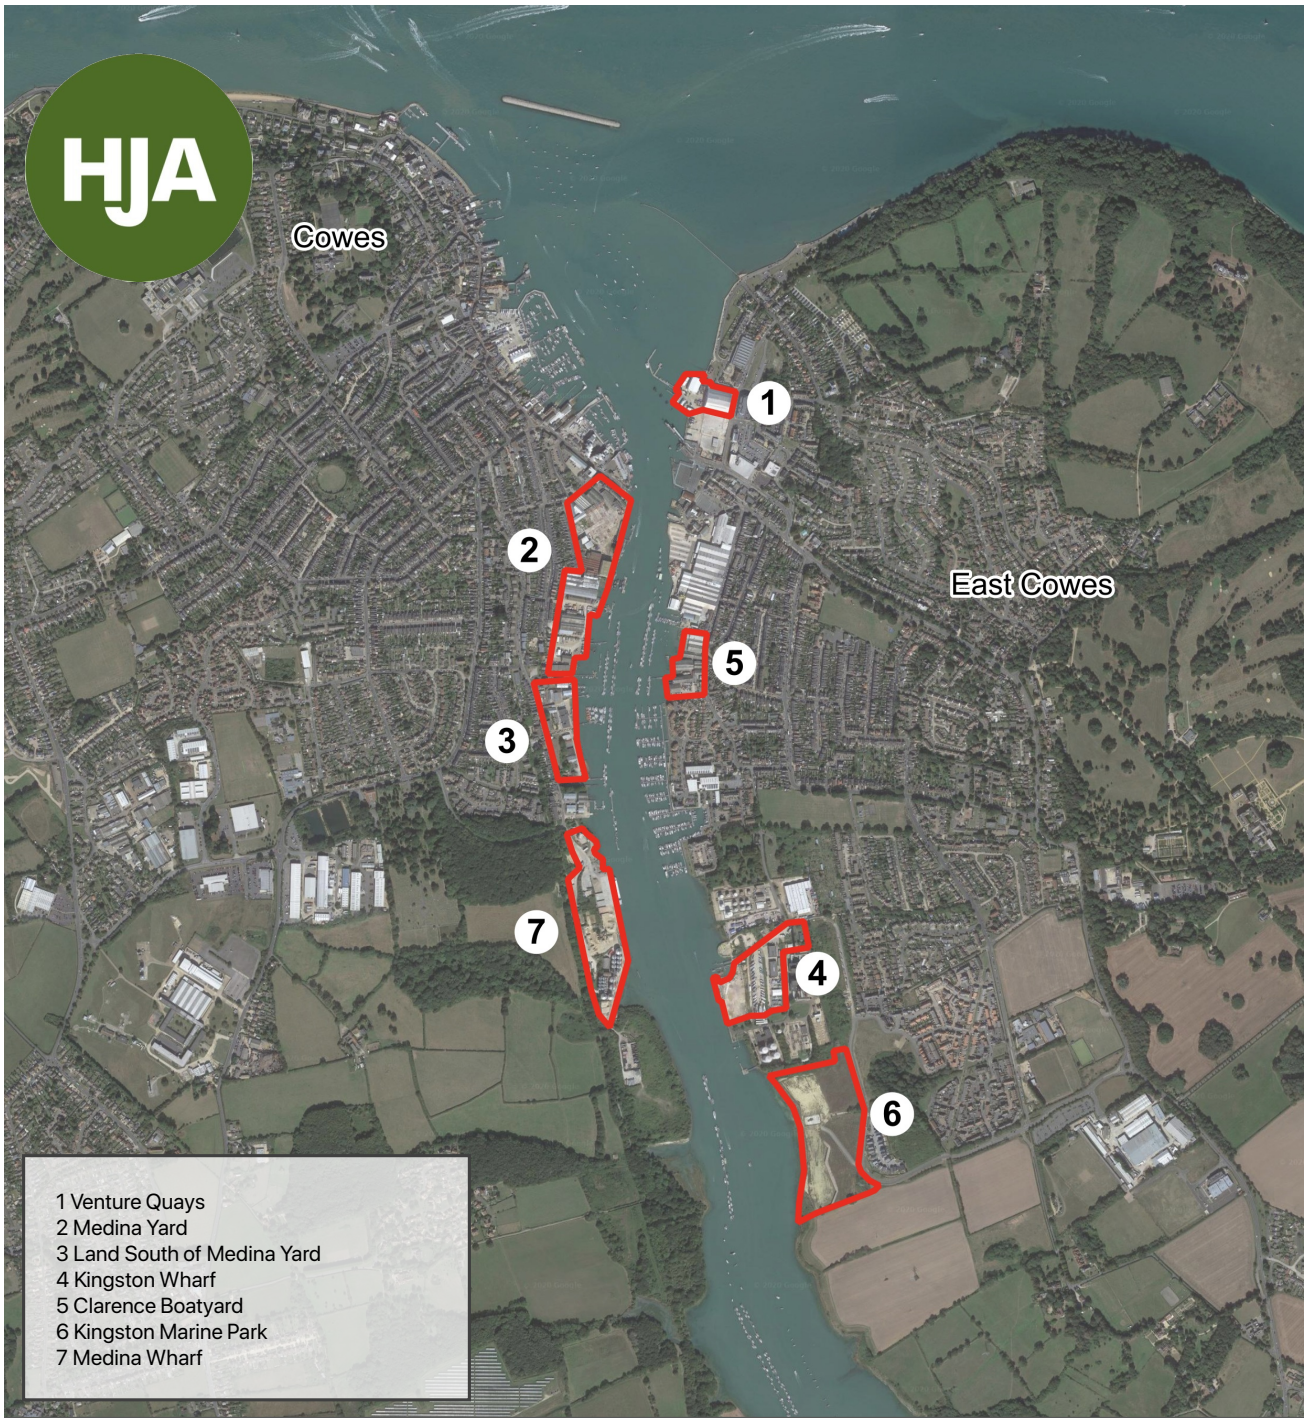 HJA
Cowes
1
2
East Cowes
5
3
7
4
6
1 Venture Quays
2 Medina Yard
3 Land South of Medina Yard
4 Kingston Wharf
5 Clarence Boatyard
6 Kingston Marine Park
7 Medina Wharf